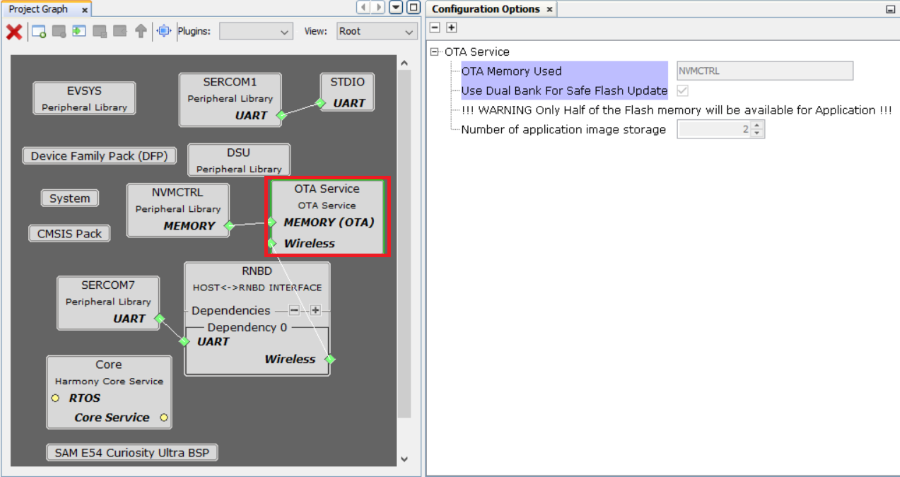 Project Graph
Plugins:
View:
Root
EVSYS
Peripheral Library
SERCOM1
Peripheral Library
UART
STDIO
UART
Device Family Pack (DFP)
DSU
Peripheral Library
System
NVMCTRL
Peripheral Library
MEMORY
OTA Service
OTA Service
MEMORY (OTA)
Wireless
CMSIS Pack
SERCOM7
Peripheral Library
UART
RNBD
HOST<->RNBD INTERFACE
Dependencies
Dependency 0
UART
Wireless
Core
Harmony Core Service
RTOS
Core Service
SAM E54 Curiosity Ultra BSP
Configuration Options
OTA Service
OTA Memory Used NVMCTRL
Use Dual Bank For Safe Flash Update
!!! WARNING Only Half of the Flash memory will be available for Application !!!
Number of application image storage 2